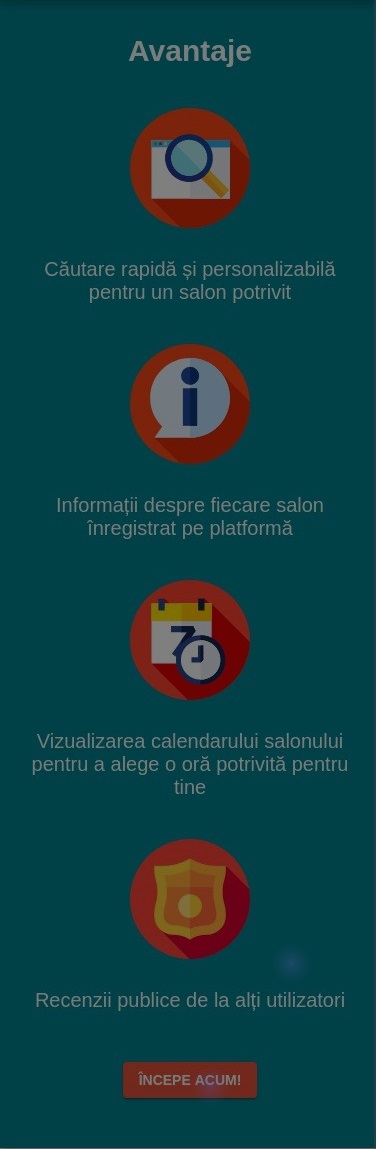 Avantaje
Căutare rapidă și personalizabilă
pentru un salon potrivit
i
Informații despre fiecare salon
înregistrat pe platformă
7
Vizualizarea calendarului salonului
pentru a alege o oră potrivită pentru
tine
Recenzii publice de la alți utilizatori
ÎNCEPE ACUM!